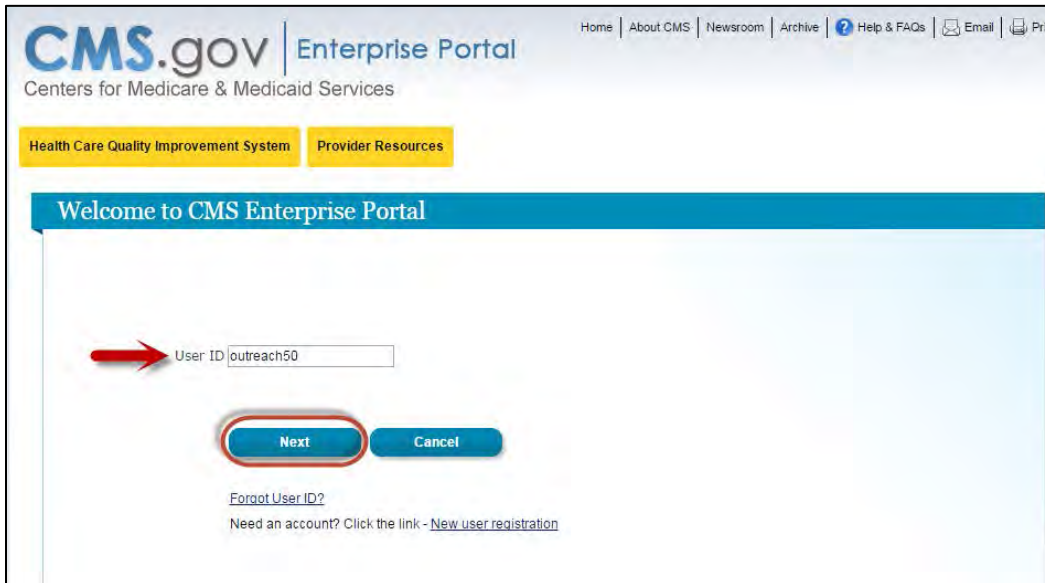 Home | About CMS | Newsroom | Archive | Help & FAQs | Email |
CMS.gov | Enterprise Portal
Centers for Medicare & Medicaid Services
Health Care Quality Improvement System Provider Resources
Welcome to CMS Enterprise Portal
User ID outreach50
Next Cancel
Forgot User ID?
Need an account? Click the link - New user registration